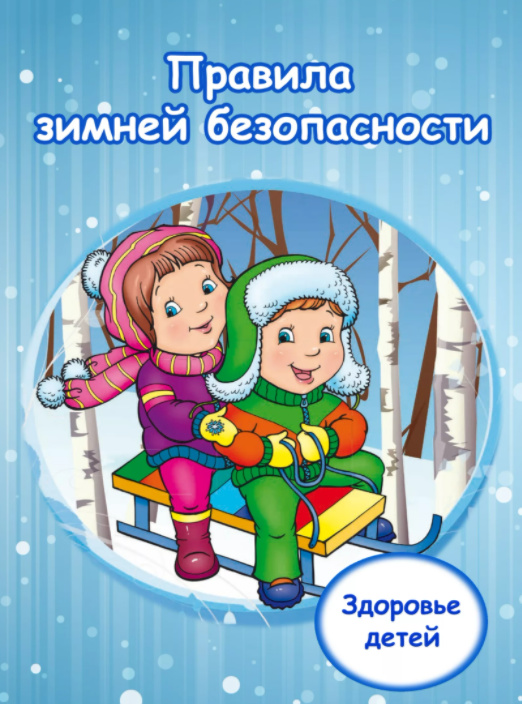 Правила
зимней безопасности
Здоровье
детей